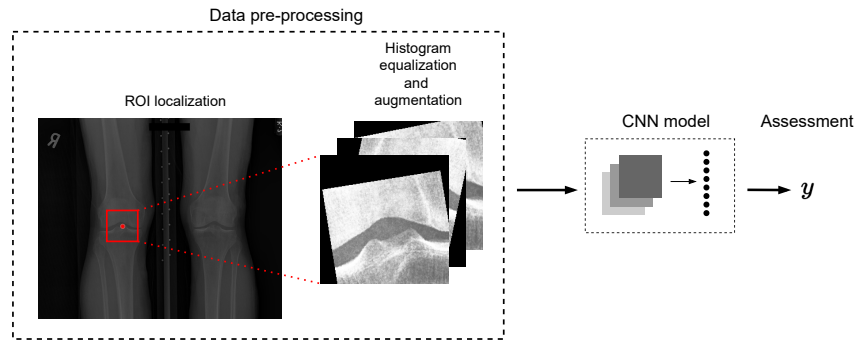 Data pre-processing
Histogram
equalization
and
augmentation
ROI localization
R
CNN model
Assessment
y